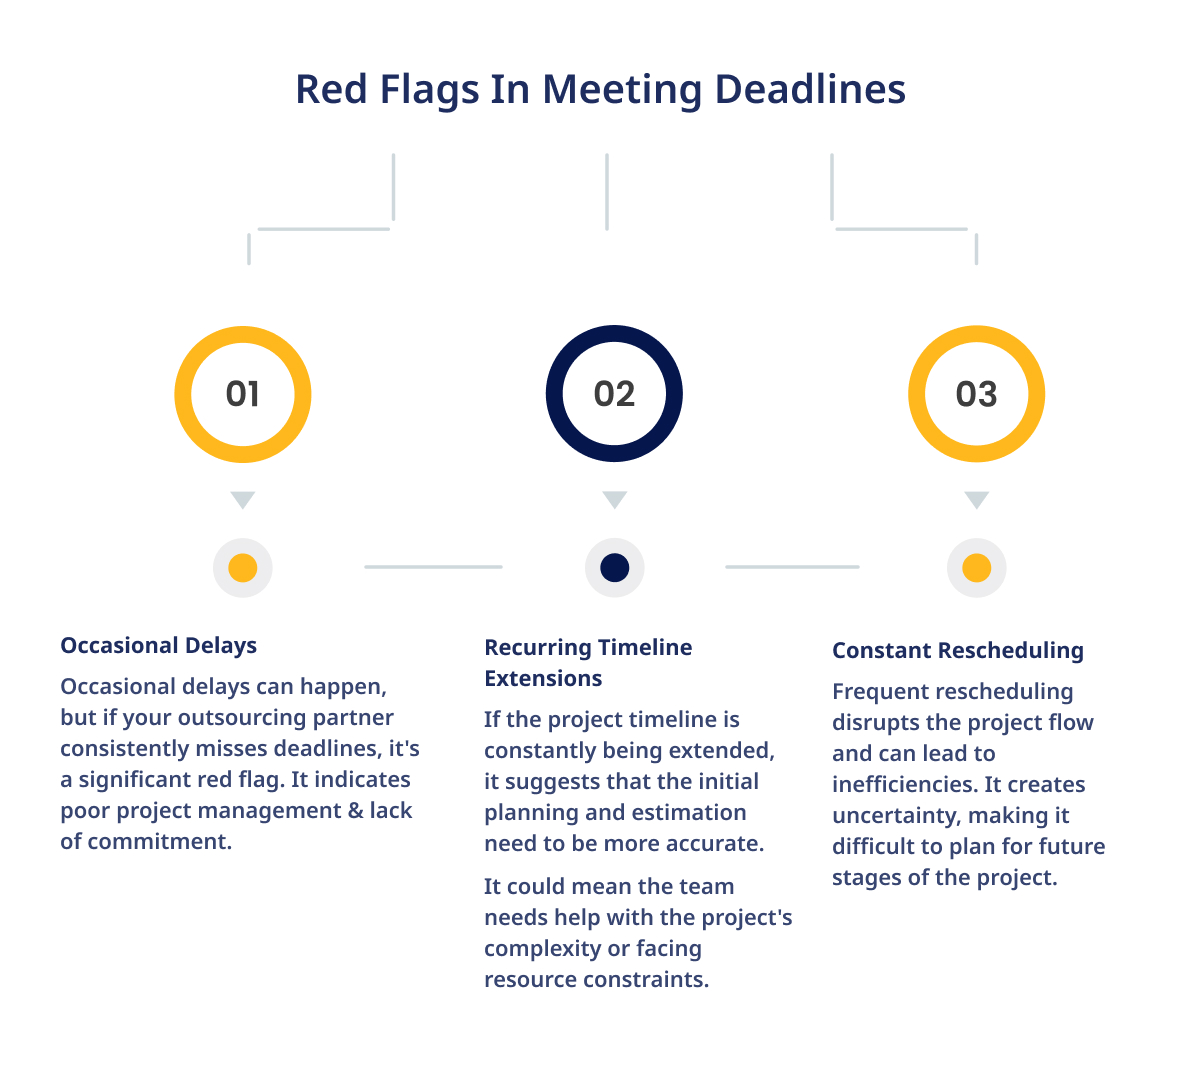 Red Flags In Meeting Deadlines
01
02
03
Occasional Delays
Occasional delays can happen,
but if your outsourcing partner
consistently misses deadlines, it's
a significant red flag. It indicates
poor project management & lack
of commitment.
Recurring Timeline
Extensions
If the project timeline is
constantly being extended,
it suggests that the initial
planning and estimation
need to be more accurate.
It could mean the team
needs help with the project's
complexity or facing
resource constraints.
Constant Rescheduling
Frequent rescheduling
disrupts the project flow
and can lead to
inefficiencies. It creates
uncertainty, making it
difficult to plan for future
stages of the project.